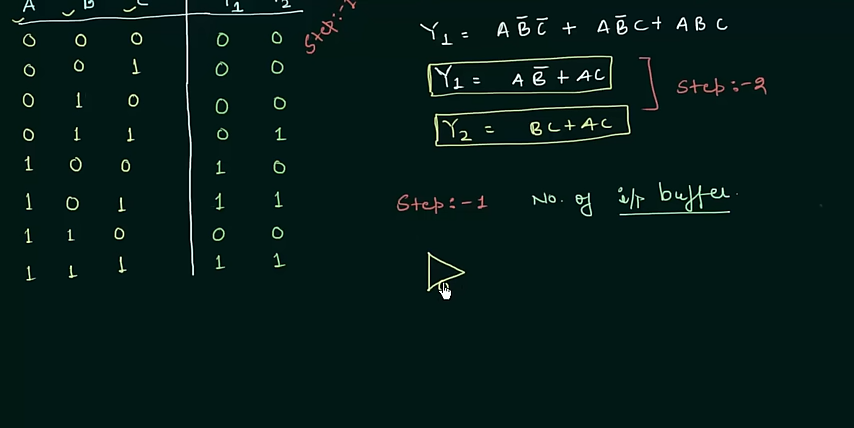 A B C Y1 Y2
Step:-1
0 0 0 0 0
0 0 1 0 0
0 1 0 0 0
0 1 1 0 1
1 0 0 1 0
1 0 1 1 1
1 1 0 0 0
1 1 1 1 1
Y1 = AB̅C̅ + AB̅C + ABC
Y1 = AB̅ + AC
Step:-2
Y2 = BC + AC
Step:-1 No. of i/p buffer.